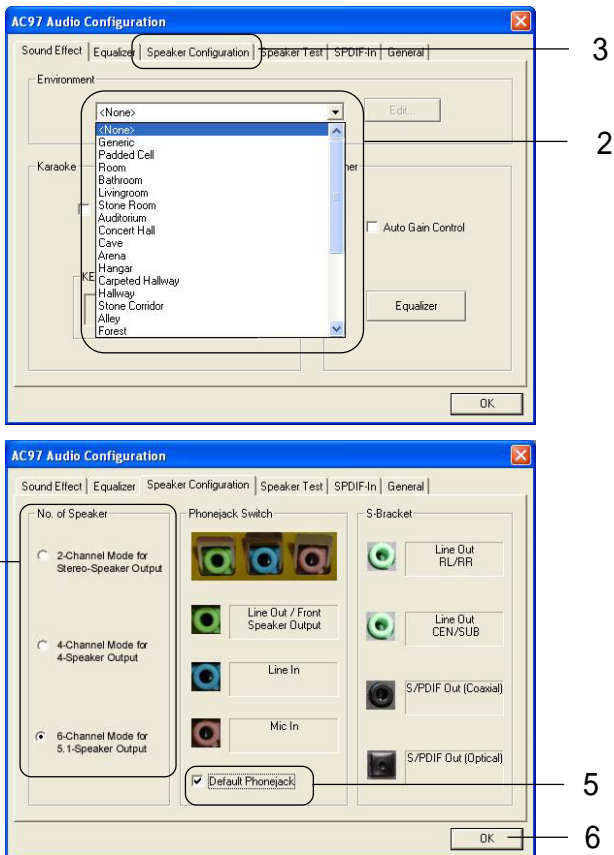 AC97 Audio Configuration
Sound Effect
Equalizer
Speaker Configuration
Speaker Test
SPDIF-In
General
3
Environment
<None>
Edit...
2
<None>
Generic
Padded Cell
Room
Bathroom
Livingroom
Stone Room
Auditorium
Concert Hall
Cave
Arena
Hangar
Carpeted Hallway
Hallway
Stone Corridor
Alley
Forest
Karaoke
KE
er
Auto Gain Control
Equalizer
OK
AC97 Audio Configuration
Sound Effect
Equalizer
Speaker Configuration
Speaker Test
SPDIF-In
General
No. of Speaker
2-Channel Mode for
Stereo-Speaker Output
4-Channel Mode for
4-Speaker Output
6-Channel Mode for
5.1-Speaker Output
Phonejack Switch
Line Out / Front
Speaker Output
Line In
Mic In
Default Phonejack
5
S-Bracket
Line Out
RL/RR
Line Out
CEN/SUB
S/PDIF Out (Coaxial)
S/PDIF Out (Optical)
OK
6